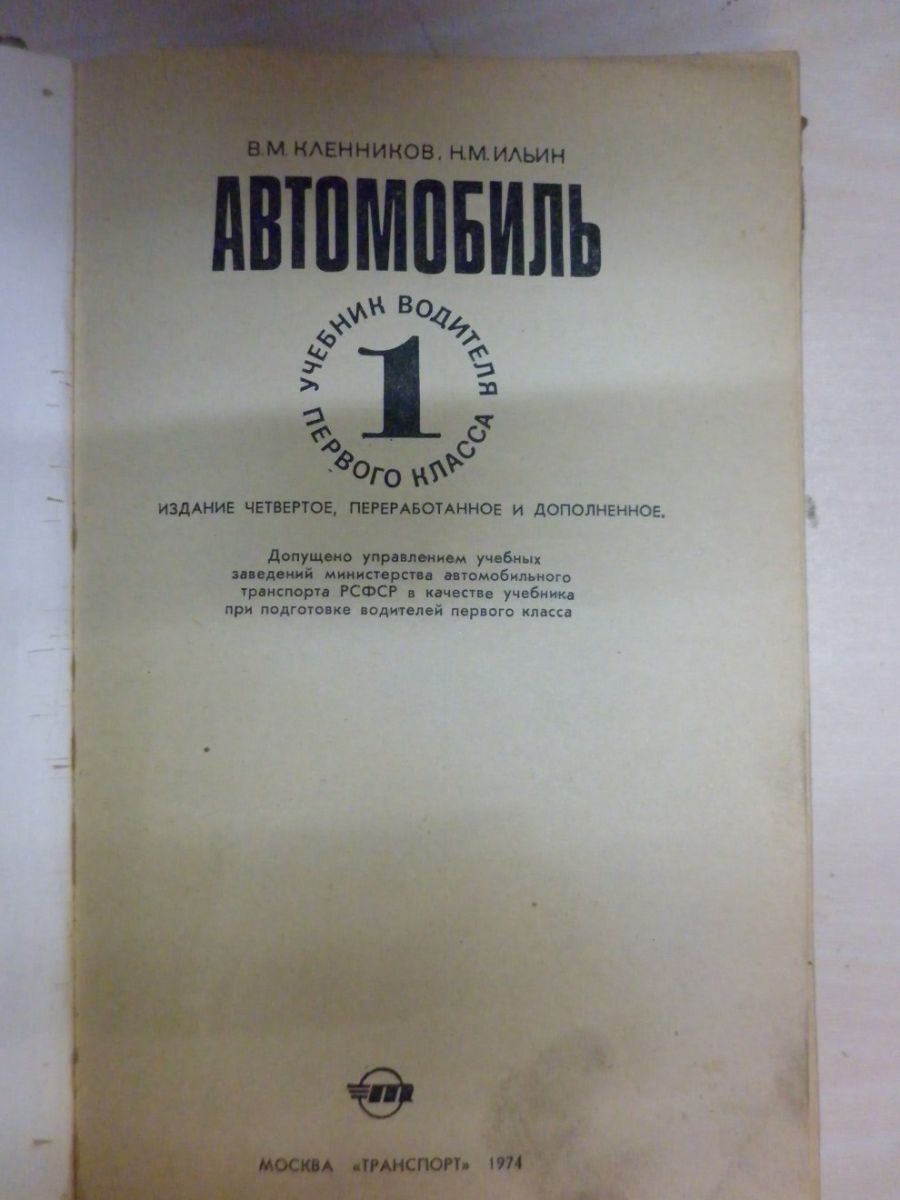 В.М. КЛЕННИКОВ, Н.М. ИЛЬИН
АВТОМОБИЛЬ
УЧЕБНИК ВОДИТЕЛЯ
1
ПЕРВОГО КЛАССА
ИЗДАНИЕ ЧЕТВЕРТОЕ, ПЕРЕРАБОТАННОЕ И ДОПОЛНЕННОЕ.
Допущено управлением учебных
заведений министерства автомобильного
транспорта РСФСР в качестве учебника
при подготовке водителей первого класса
МОСКВА «ТРАНСПОРТ» 1974